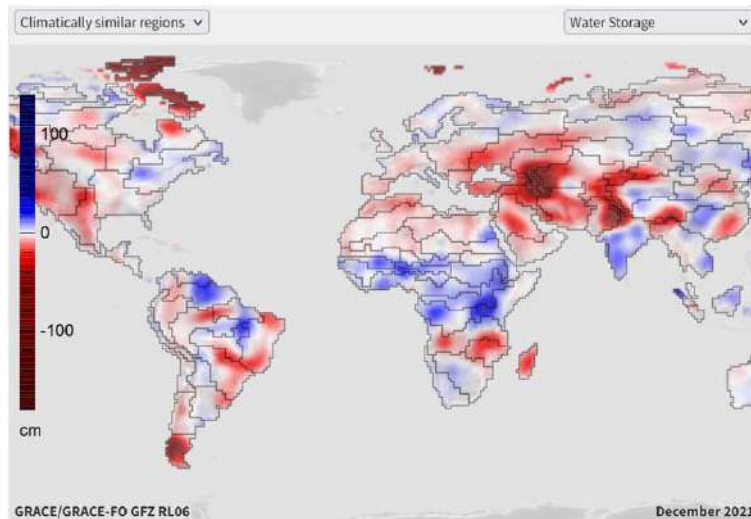 Climatically similar regions
Water Storage
100
0
-100
cm
GRACE/GRACE-FO GFZ RL06
December 2021